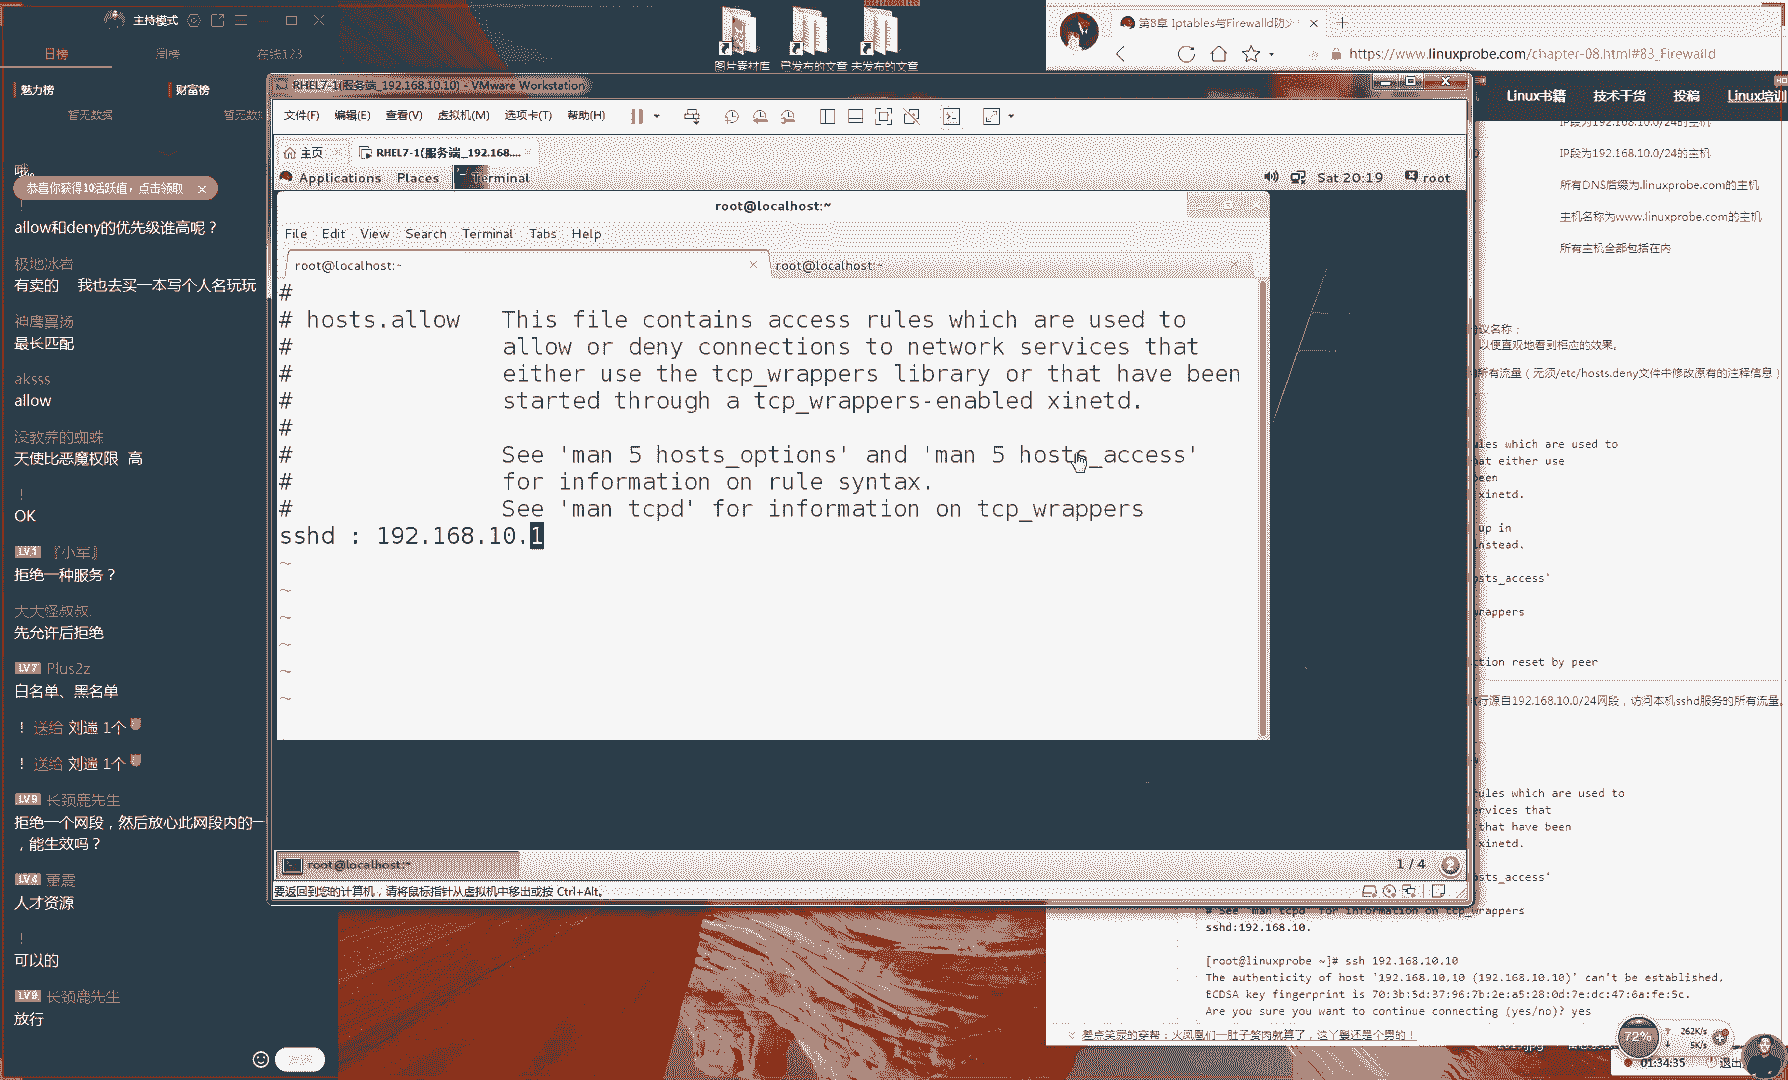 主持模式
日榜
周榜
在线123
魅力榜
财富榜
暂无数据
哦。
恭喜你获得10活跃值，点击领取 ×
！
allow和deny的优先级谁高呢？
极地冰岩
有卖的 我也去买一本写个人名玩玩
神鹰翼扬
最长匹配
aksss
allow
没教养的蜘蛛
天使比恶魔权限 高
！
OK
LV.1 『小军』
拒绝一种服务？
大大怪叔叔.
先允许后拒绝
LV7 Plus2z
白名单、黑名单
！ 送给 刘遄 1个
！ 送给 刘遄 1个
LV9 长颈鹿先生
拒绝一个网段，然后放心此网段内的一
，能生效吗？
LV4 董震
人才资源
！
可以的
LV9 长颈鹿先生
放行
图片素材库
已发布的文章
未发布的文章
RHEL7-1(服务端_192.168.10.10) - VMware Workstation
文件(F) 编辑(E) 查看(V) 虚拟机(M) 选项卡(T) 帮助(H)
主页
RHEL7-1(服务端_192.168....
Applications Places Terminal
Sat 20:19 root
root@localhost:~
File Edit View Search Terminal Tabs Help
root@localhost:~
root@localhost:~
#
# hosts.allow This file contains access rules which are used to
# allow or deny connections to network services that
# either use the tcp_wrappers library or that have been
# started through a tcp_wrappers-enabled xinetd.
#
# See 'man 5 hosts_options' and 'man 5 hosts_access'
# for information on rule syntax.
# See 'man tcpd' for information on tcp_wrappers
sshd : 192.168.10.1
~
~
~
~
~
~
root@localhost:~
1 / 4
要返回到您的计算机，请将鼠标指针从虚拟机中移出或按 Ctrl+Alt。
第8章 Iptables与Firewalld防火
https://www.linuxprobe.com/chapter-08.html#83_Firewalld
Linux书籍 技术干货 投稿 Linux培训
IP段为192.168.10.0/24的主机
IP段为192.168.10.0/24的主机
所有DNS后缀为.linuxprobe.com的主机
主机名称为www.linuxprobe.com的主机
所有主机全部包括在内
议名称；
以便直观地看到相应的效果。
所有流量（无须/etc/hosts.deny文件中修改原有的注释信息）
ules which are used to
at either use
been
xinetd.
up in
instead.
osts_access'
wrappers
tion reset by peer
行源自192.168.10.0/24网段，访问本机sshd服务的所有流量。
ules which are used to
ervices that
that have been
xinetd.
osts_access'
# See 'man tcpd' for information on tcp_wrappers
sshd:192.168.10.
[root@linuxprobe ~]# ssh 192.168.10.10
The authenticity of host '192.168.10.10 (192.168.10.10)' can't be established.
ECDSA key fingerprint is 70:3b:5d:37:96:7b:2e:a5:28:0d:7e:dc:47:6a:fe:5c.
Are you sure you want to continue connecting (yes/no)? yes
72%
262K/s
5K/s
01:34:35